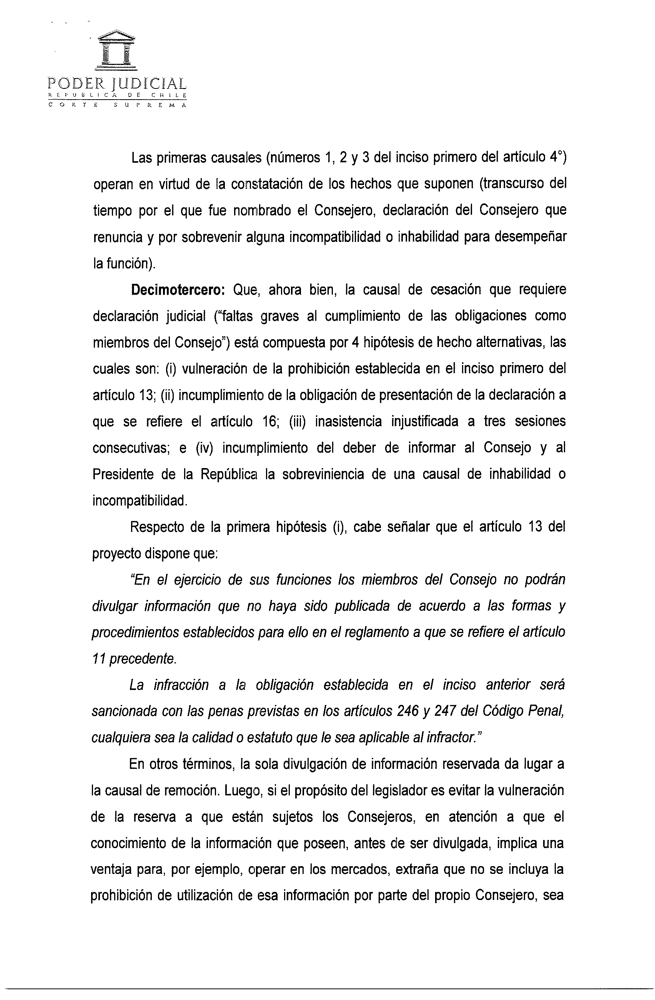 PODER JUDICIAL
REPUBLICA DE CHILE
CORTE SUPREMA
Las primeras causales (números 1, 2 y 3 del inciso primero del artículo 4°)
operan en virtud de la constatación de los hechos que suponen (transcurso del
tiempo por el que fue nombrado el Consejero, declaración del Consejero que
renuncia y por sobrevenir alguna incompatibilidad o inhabilidad para desempeñar
la función).
Decimotercero: Que, ahora bien, la causal de cesación que requiere
declaración judicial (“faltas graves al cumplimiento de las obligaciones como
miembros del Consejo”) está compuesta por 4 hipótesis de hecho alternativas, las
cuales son: (i) vulneración de la prohibición establecida en el inciso primero del
artículo 13; (ii) incumplimiento de la obligación de presentación de la declaración a
que se refiere el artículo 16; (iii) inasistencia injustificada a tres sesiones
consecutivas; e (iv) incumplimiento del deber de informar al Consejo y al
Presidente de la República la sobreviniencia de una causal de inhabilidad o
incompatibilidad.
Respecto de la primera hipótesis (i), cabe señalar que el artículo 13 del
proyecto dispone que:
“En el ejercicio de sus funciones los miembros del Consejo no podrán
divulgar información que no haya sido publicada de acuerdo a las formas y
procedimientos establecidos para ello en el reglamento a que se refiere el artículo
11 precedente.
La infracción a la obligación establecida en el inciso anterior será
sancionada con las penas previstas en los artículos 246 y 247 del Código Penal,
cualquiera sea la calidad o estatuto que le sea aplicable al infractor.”
En otros términos, la sola divulgación de información reservada da lugar a
la causal de remoción. Luego, si el propósito del legislador es evitar la vulneración
de la reserva a que están sujetos los Consejeros, en atención a que el
conocimiento de la información que poseen, antes de ser divulgada, implica una
ventaja para, por ejemplo, operar en los mercados, extraña que no se incluya la
prohibición de utilización de esa información por parte del propio Consejero, sea